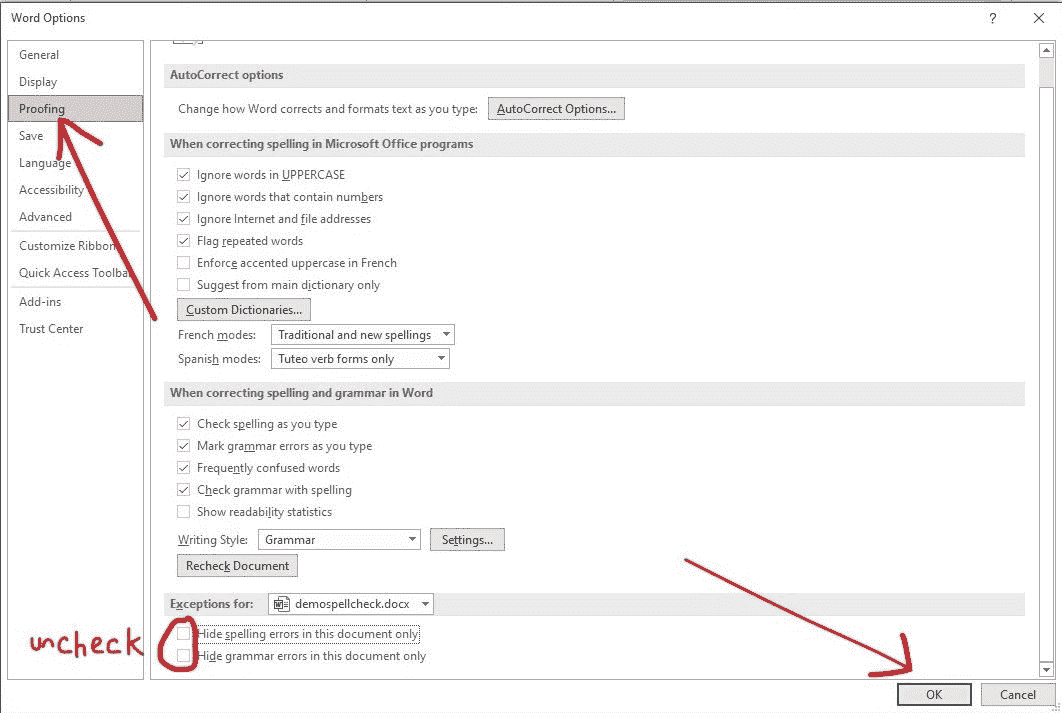 Word Options ?
General
Display
Proofing
Save
Language
Accessibility
Advanced
Customize Ribbon
Quick Access Toolbar
Add-ins
Trust Center
AutoCorrect options
Change how Word corrects and formats text as you type: AutoCorrect Options...
When correcting spelling in Microsoft Office programs
Ignore words in UPPERCASE
Ignore words that contain numbers
Ignore Internet and file addresses
Flag repeated words
Enforce accented uppercase in French
Suggest from main dictionary only
Custom Dictionaries...
French modes: Traditional and new spellings
Spanish modes: Tuteo verb forms only
When correcting spelling and grammar in Word
Check spelling as you type
Mark grammar errors as you type
Frequently confused words
Check grammar with spelling
Show readability statistics
Writing Style: Grammar Settings...
Recheck Document
Exceptions for: demospellcheck.docx
uncheck
Hide spelling errors in this document only
Hide grammar errors in this document only
OK Cancel